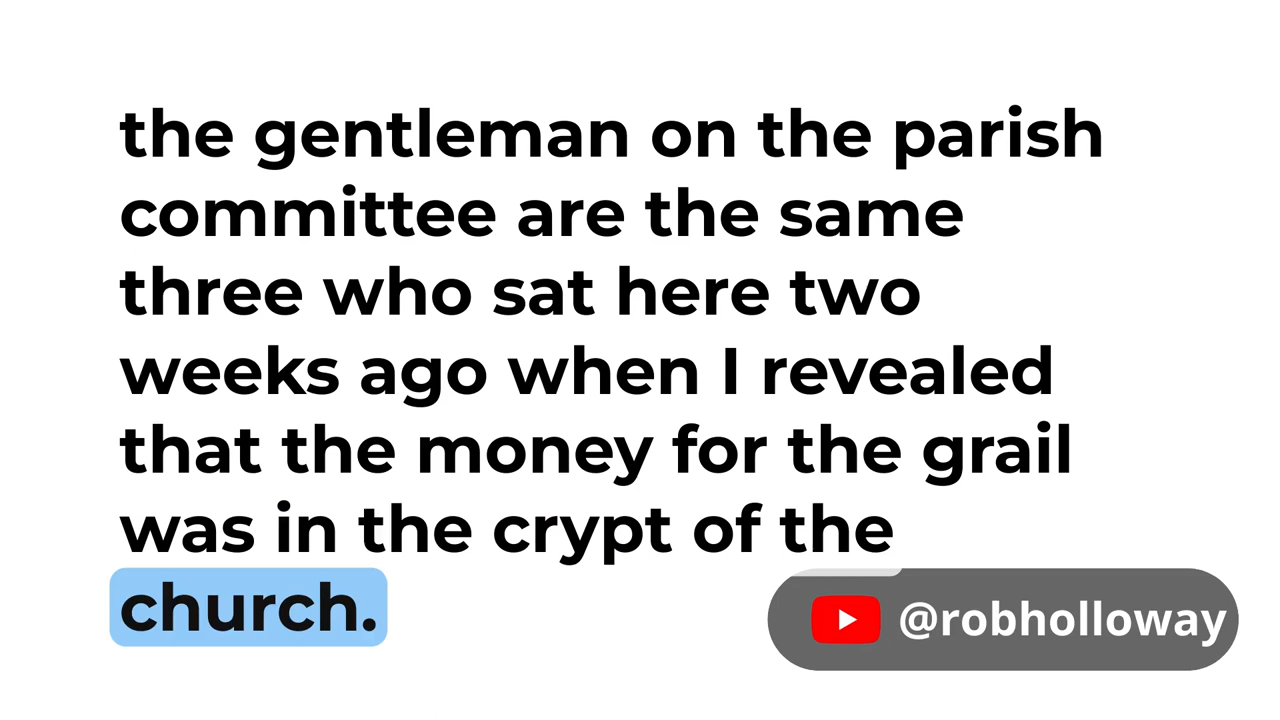 the gentleman on the parish
committee are the same
three who sat here two
weeks ago when I revealed
that the money for the grail
was in the crypt of the
church.
@robholloway